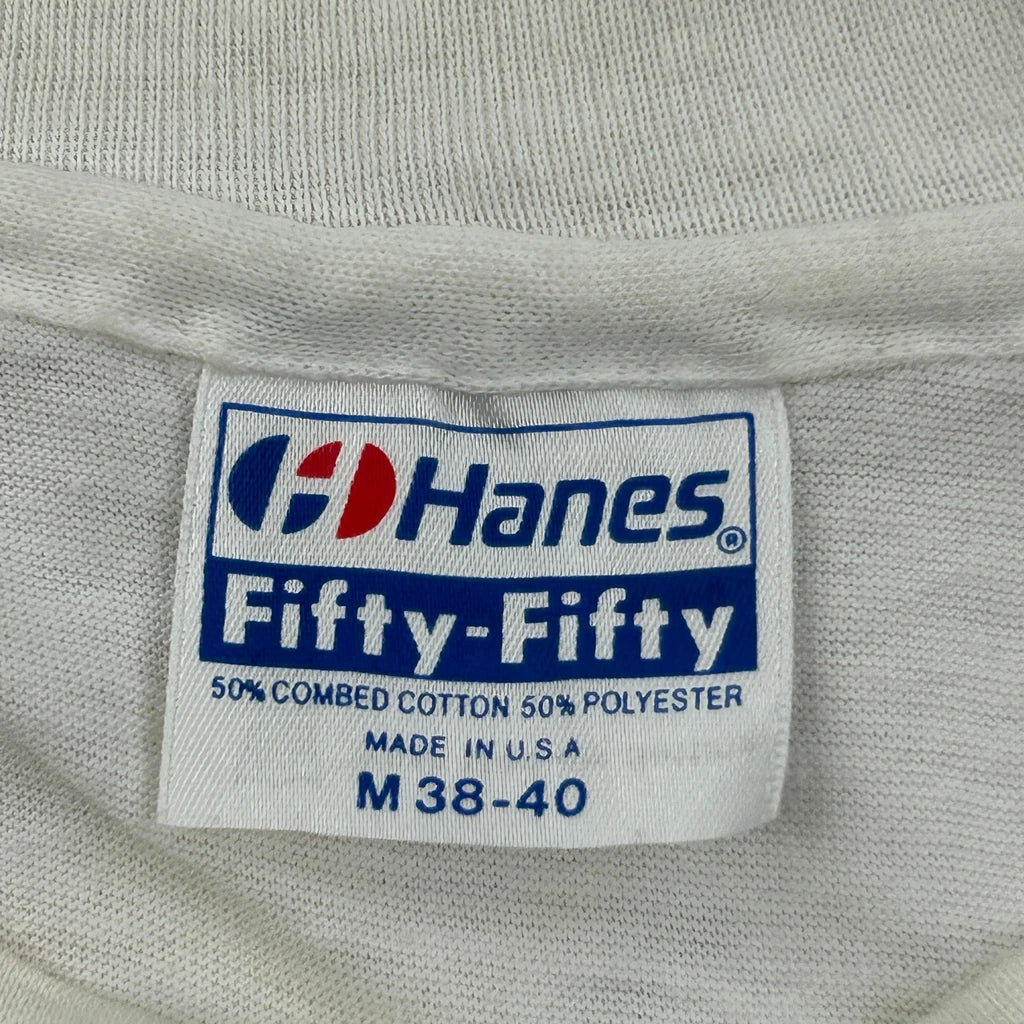 Hanes®
Fifty-Fifty
50% COMBED COTTON 50% POLYESTER
MADE IN U.S.A
M 38-40